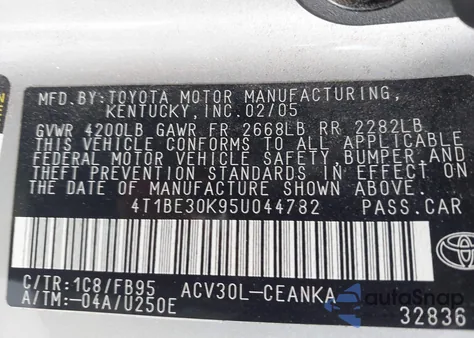 MFD.BY:TOYOTA MOTOR MANUFACTURING,
KENTUCKY, INC.02/05
GVWR 4200LB GAWR FR 2668LB RR 2282LB
THIS VEHICLE CONFORMS TO ALL APPLICABLE
FEDERAL MOTOR VEHICLE SAFETY, BUMPER,AND
THEFT PREVENTION STANDARDS IN EFFECT ON
THE DATE OF MANUFACTURE SHOWN ABOVE.
4T1BE30K95U044782 PASS.CAR
C/TR:1C8/FB95 ACV30L-CEANKA
A/TM:-04A/U250E
AutoSnap
32836